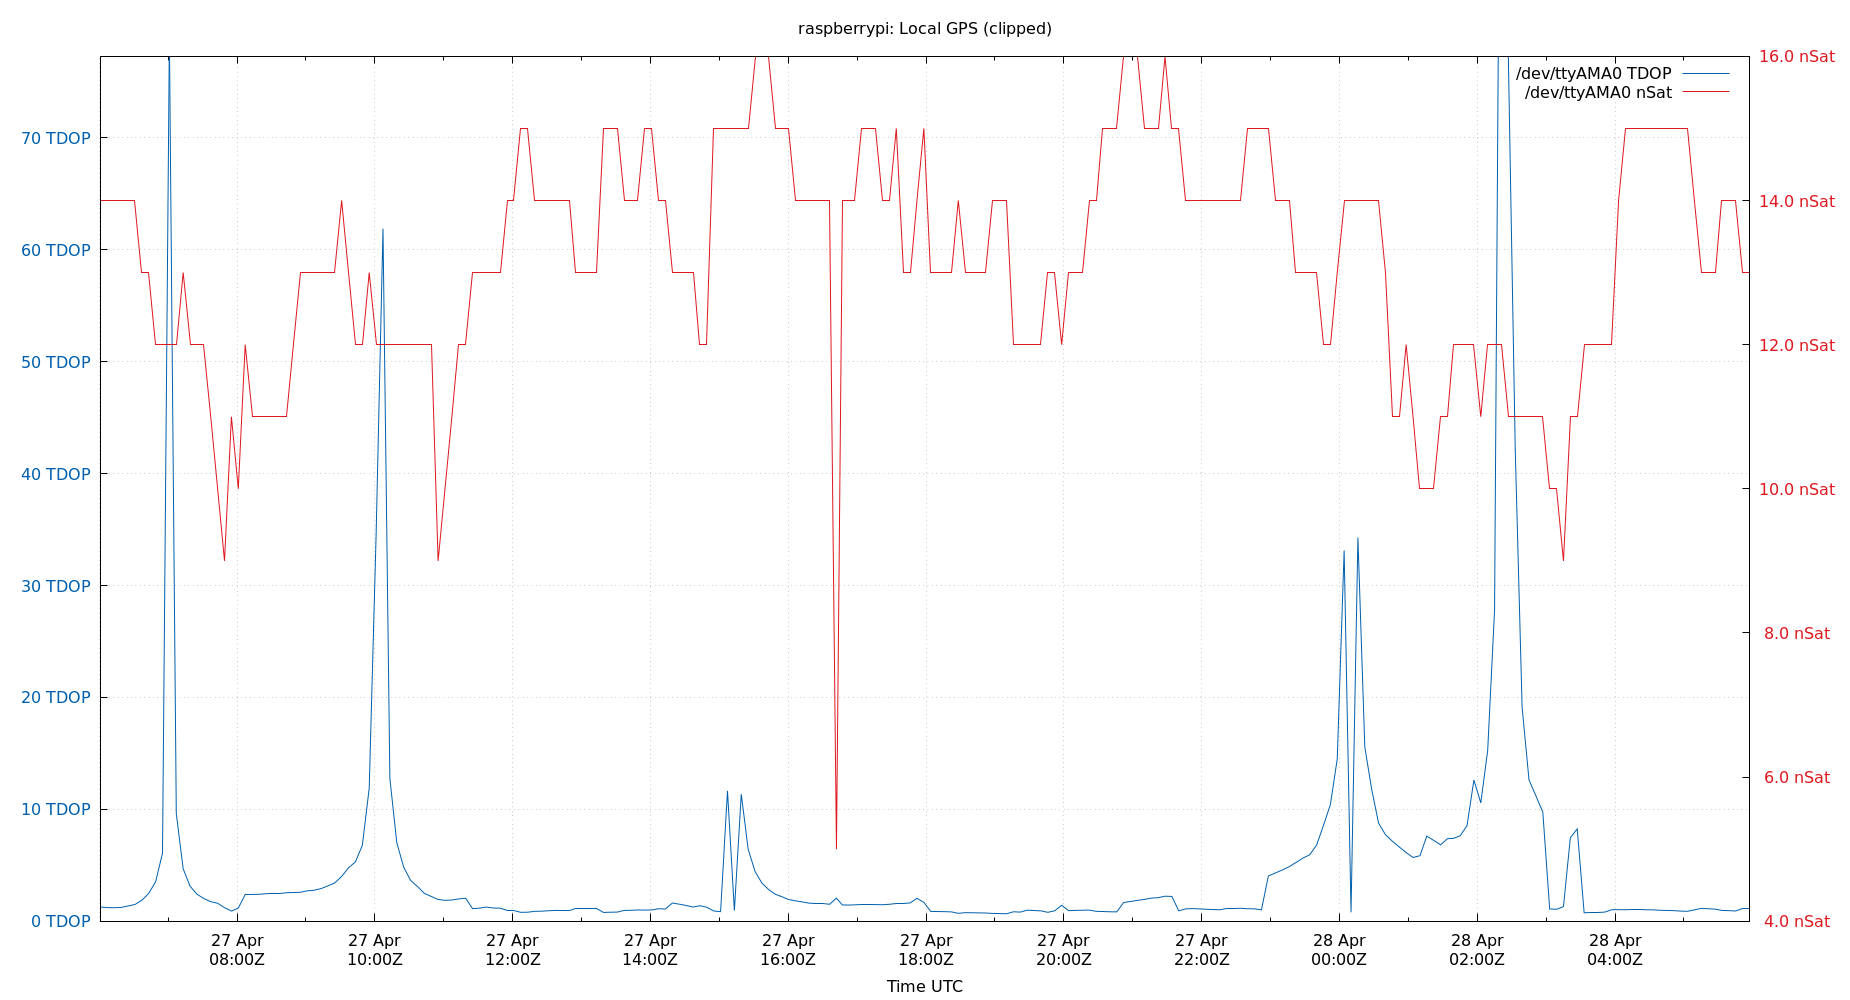 raspberrypi: Local GPS (clipped)
16.0 nSat
/dev/ttyAMA0 TDOP
/dev/ttyAMA0 nSat
70 TDOP
14.0 nSat
60 TDOP
12.0 nSat
50 TDOP
40 TDOP
10.0 nSat
30 TDOP
8.0 nSat
20 TDOP
6.0 nSat
10 TDOP
0 TDOP
4.0 nSat
27 Apr 27 Apr 27 Apr 27 Apr 27 Apr 27 Apr 27 Apr 27 Apr 28 Apr 28 Apr 28 Apr
08:00Z 10:00Z 12:00Z 14:00Z 16:00Z 18:00Z 20:00Z 22:00Z 00:00Z 02:00Z 04:00Z
Time UTC